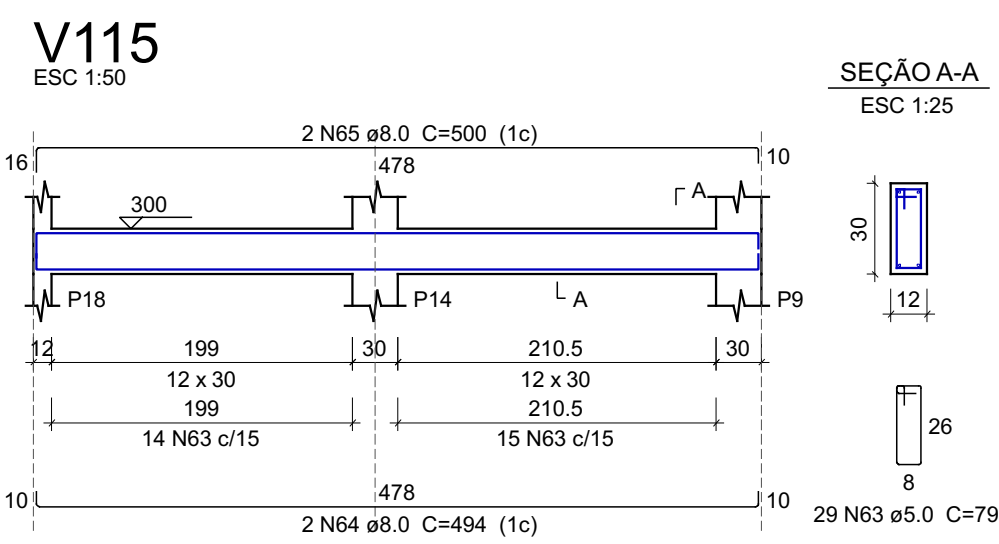 V115
ESC 1:50
SEÇÃO A-A
ESC 1:25
2 N65 ø8.0 C=500 (1c)
16
478
10
A
300
30
12
P18
P14
A
P9
12
199
30
210.5
30
12 x 30
12 x 30
199
210.5
14 N63 c/15
15 N63 c/15
26
8
29 N63 ø5.0 C=79
10
478
10
2 N64 ø8.0 C=494 (1c)